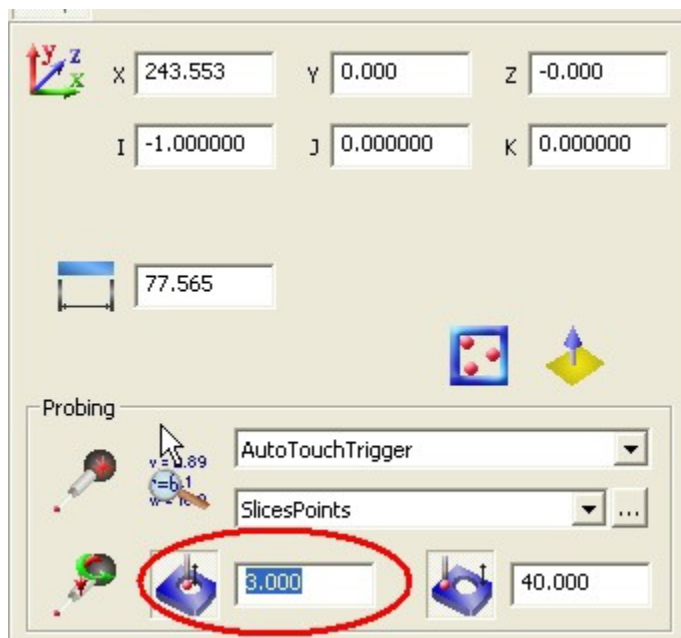 y z
x
X 243.553 Y 0.000 Z -0.000
I -1.000000 J 0.000000 K 0.000000
77.565
Probing
AutoTouchTrigger
SlicesPoints ...
3.000 40.000